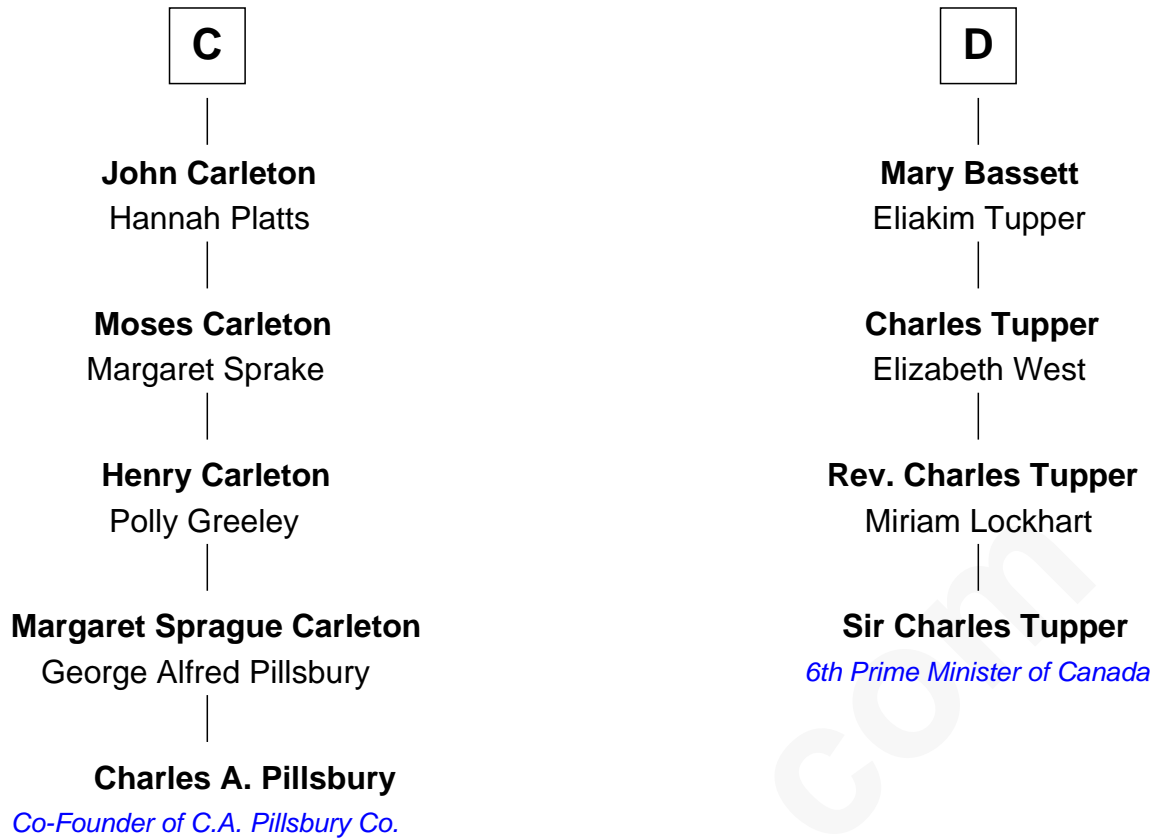 C
John Carleton
Hannah Platts
Moses Carleton
Margaret Sprake
Henry Carleton
Polly Greeley
Margaret Sprague Carleton
George Alfred Pillsbury
Charles A. Pillsbury
Co-Founder of C.A. Pillsbury Co.
D
Mary Bassett
Eliakim Tupper
Charles Tupper
Elizabeth West
Rev. Charles Tupper
Miriam Lockhart
Sir Charles Tupper
6th Prime Minister of Canada
com